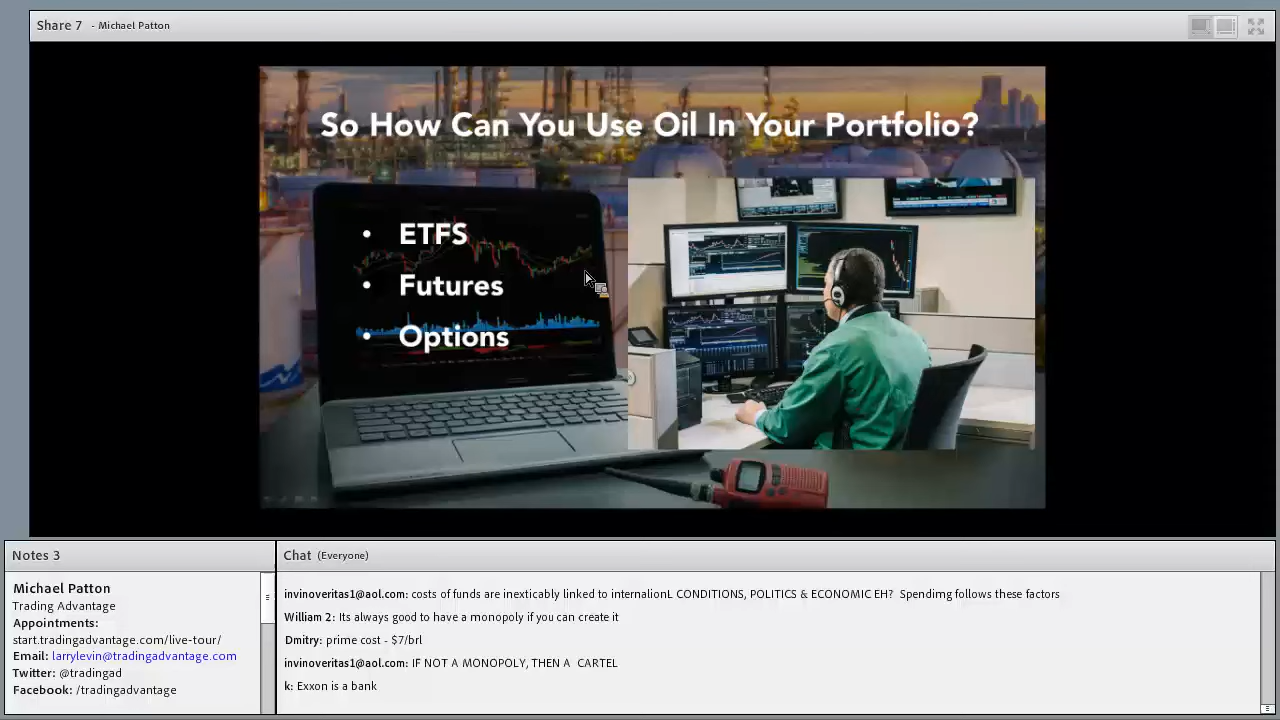 Share 7 - Michael Patton
So How Can You Use Oil In Your Portfolio?
• ETFS
• Futures
• Options
Notes 3
Michael Patton
Trading Advantage
Appointments:
start.tradingadvantage.com/live-tour/
Email: larrylevin@tradingadvantage.com
Twitter: @tradingad
Facebook: /tradingadvantage
Chat (Everyone)
invinoveritas1@aol.com: costs of funds are inexticably linked to internalionL CONDITIONS, POLITICS & ECONOMIC EH? Spendimg follows these factors
William 2: Its always good to have a monopoly if you can create it
Dmitry: prime cost - $7/brl
invinoveritas1@aol.com: IF NOT A MONOPOLY, THEN A CARTEL
k: Exxon is a bank